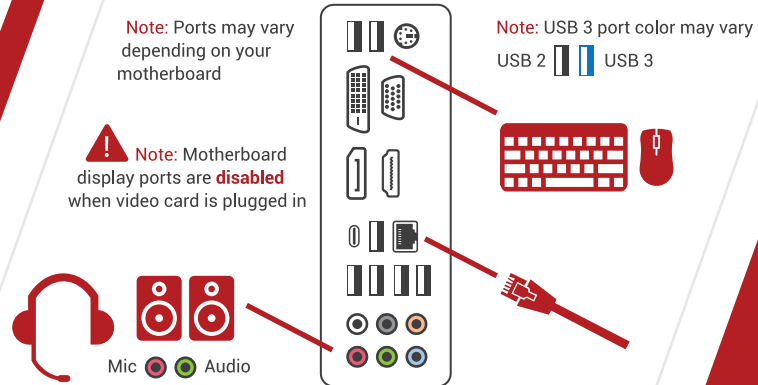 Note: Ports may vary
depending on your
motherboard
Note: USB 3 port color may vary
USB 2 USB 3
Note: Motherboard
display ports are disabled
when video card is plugged in
Mic Audio